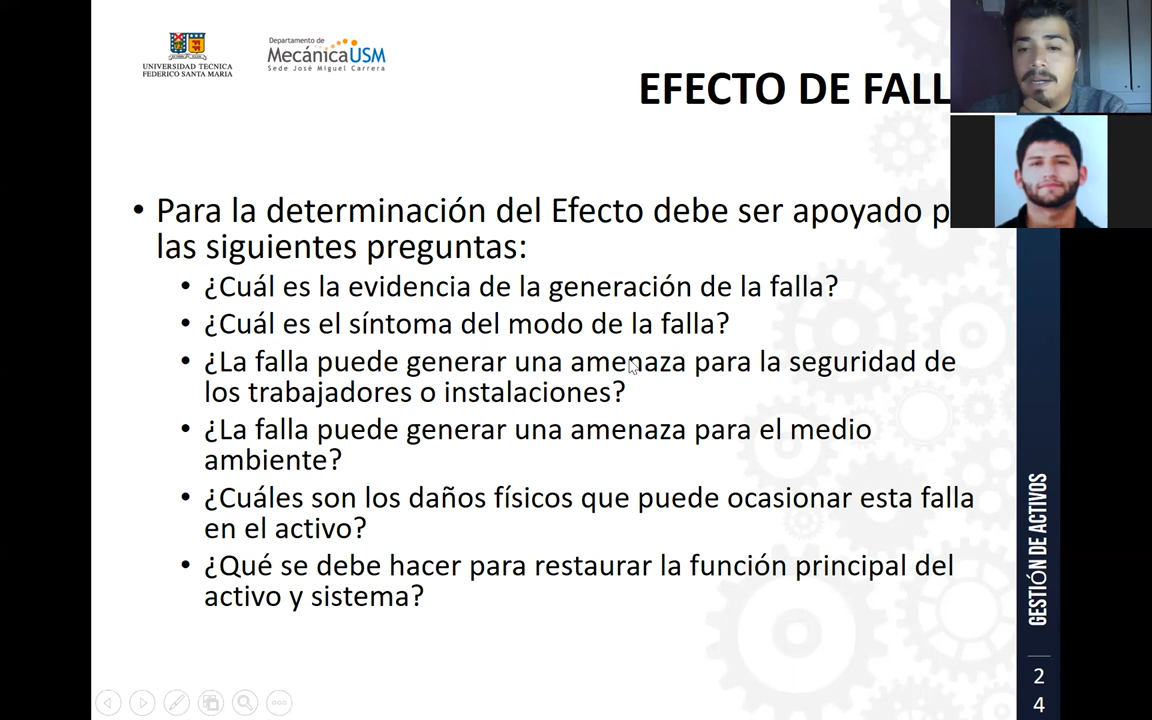 UNIVERSIDAD TECNICA
FEDERICO SANTA MARIA
Departamento de
MecánicaUSM
Sede José Miguel Carrera
EFECTO DE FALL
• Para la determinación del Efecto debe ser apoyado p
las siguientes preguntas:
• ¿Cuál es la evidencia de la generación de la falla?
• ¿Cuál es el síntoma del modo de la falla?
• ¿La falla puede generar una amenaza para la seguridad de
los trabajadores o instalaciones?
• ¿La falla puede generar una amenaza para el medio
ambiente?
• ¿Cuáles son los daños físicos que puede ocasionar esta falla
en el activo?
• ¿Qué se debe hacer para restaurar la función principal del
activo y sistema?
GESTIÓN DE ACTIVOS
2
4